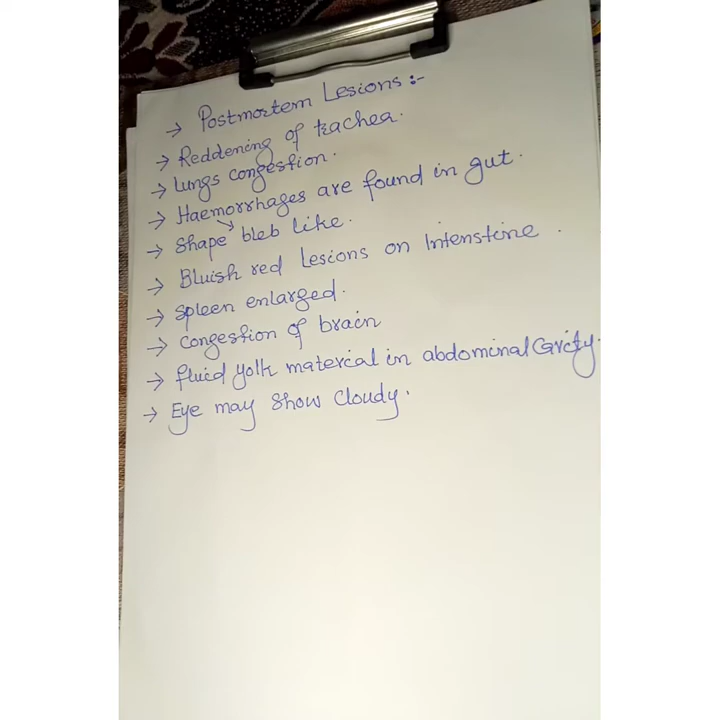 → Postmortem Lesions :-
→ Reddening of trachea.
→ Lungs congestion.
→ Haemorrhages are found in gut.
→ Shape → bleb like.
→ Bluish red Lesions on Intenstine.
→ Spleen enlarged.
→ Congestion of brain
→ fluid yolk material in abdominal Cavity.
→ Eye may Show Cloudy.